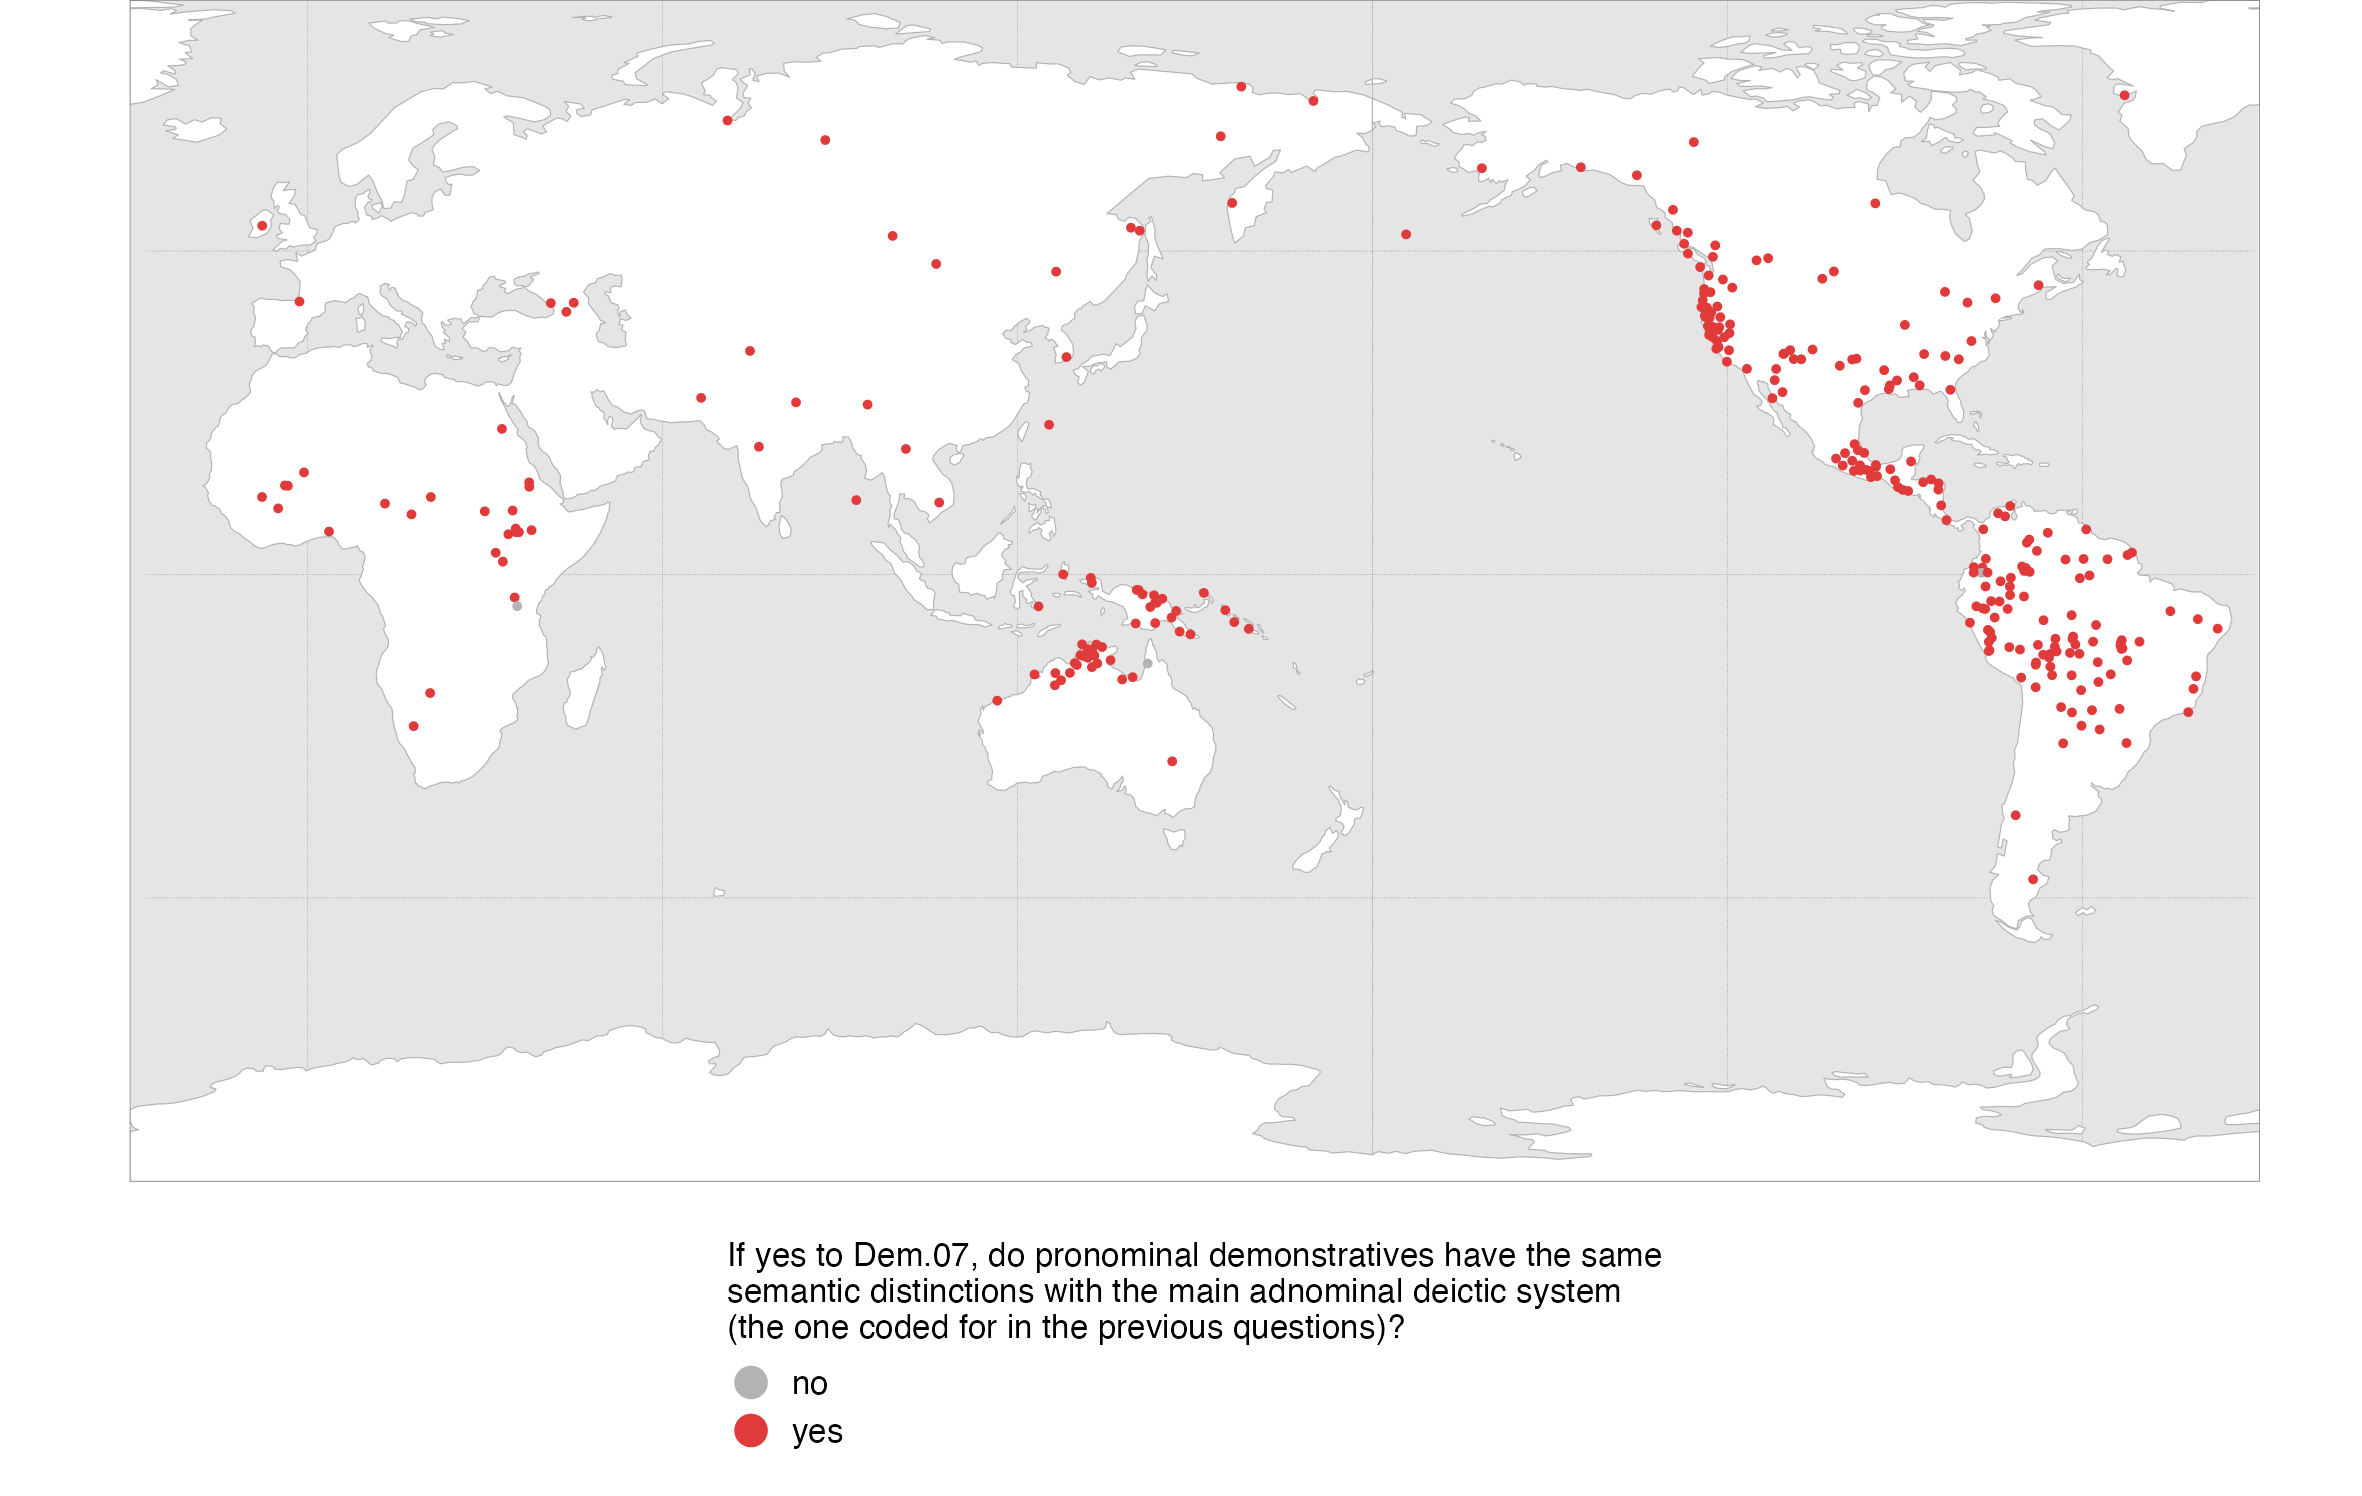 If yes to Dem.07, do pronominal demonstratives have the same
semantic distinctions with the main adnominal deictic system
(the one coded for in the previous questions)?
no
yes